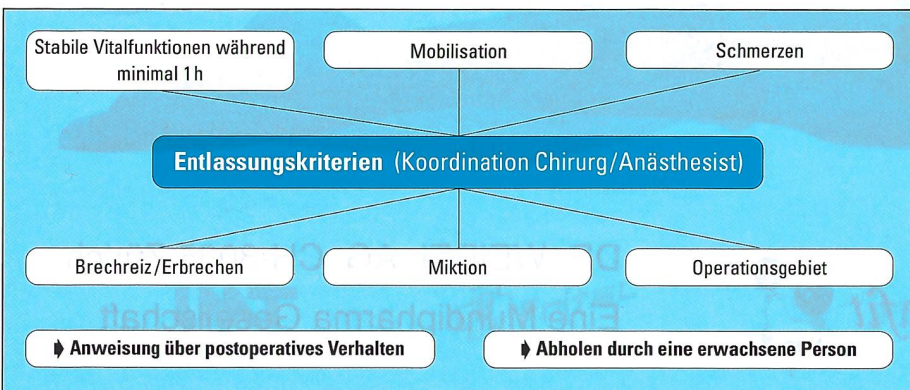 Stabile Vitalfunktionen während
minimal 1 h
Mobilisation
Schmerzen
Entlassungskriterien (Koordination Chirurg/Anästhesist)
Brechreiz/Erbrechen
Miktion
Operationsgebiet
➧ Anweisung über postoperatives Verhalten
➧ Abholen durch eine erwachsene Person
Eine Mundipharma Gesellschaft